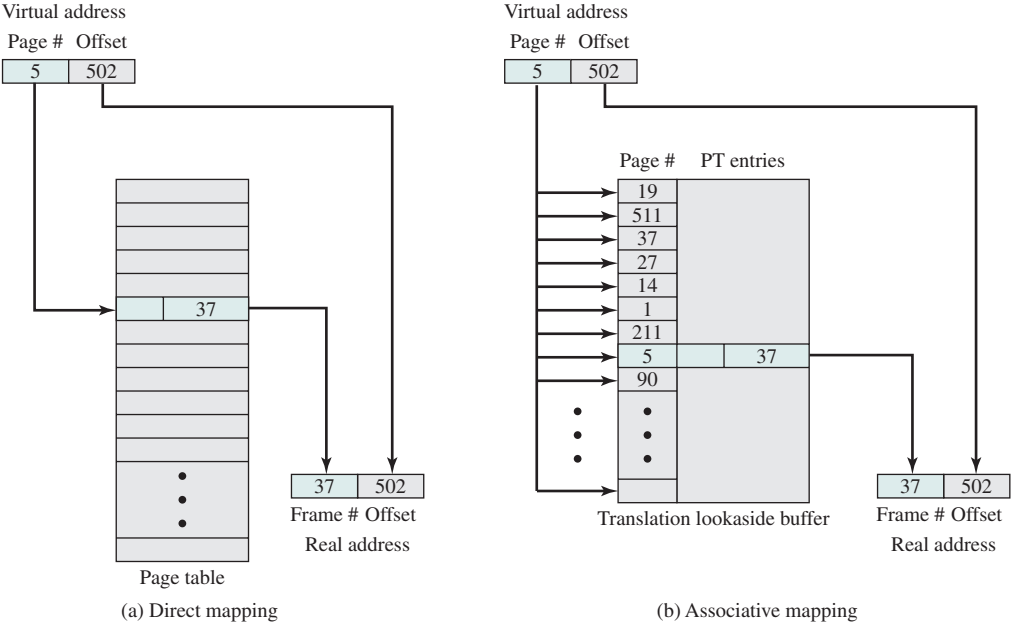 Virtual address
Page # Offset
5 502
37
37 502
Frame # Offset
Real address
Page table
(a) Direct mapping
Virtual address
Page # Offset
5 502
Page # PT entries
19
511
37
27
14
1
211
5 37
90
Translation lookaside buffer
37 502
Frame # Offset
Real address
(b) Associative mapping